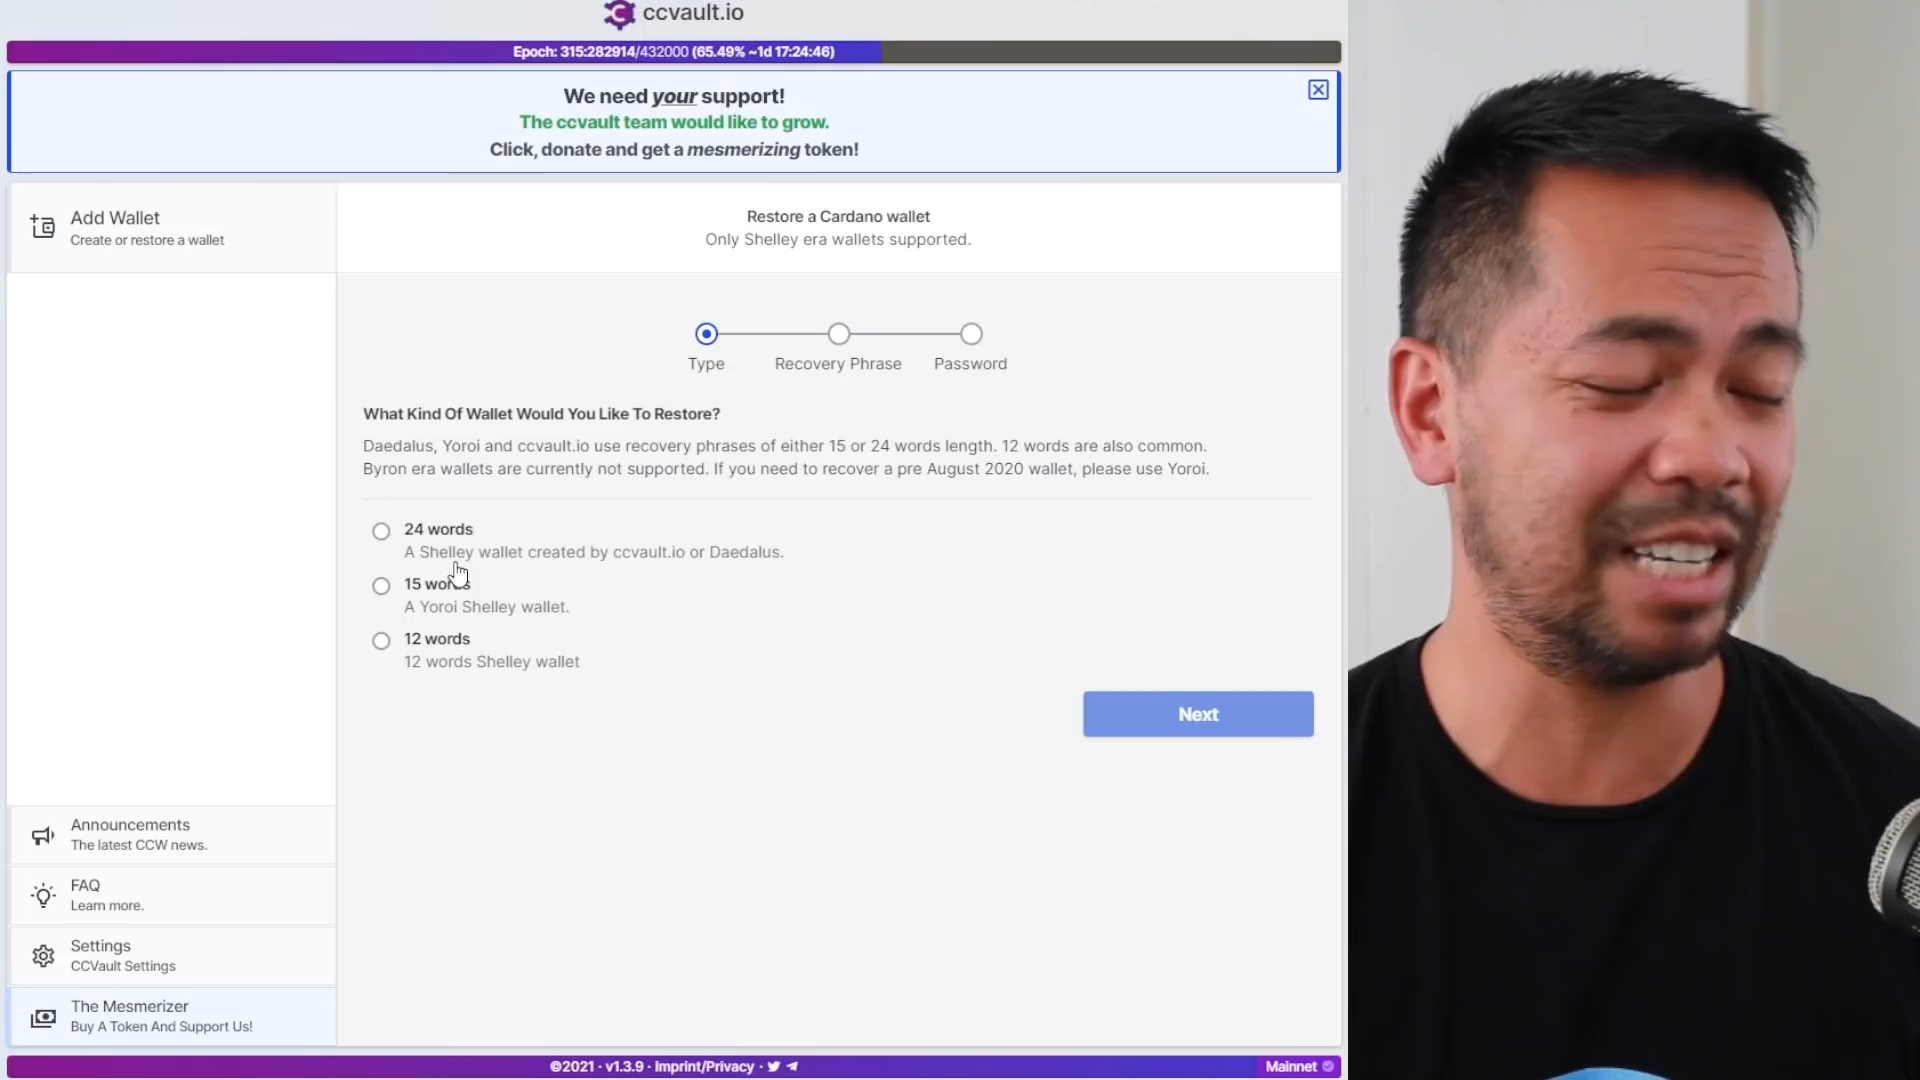 ccvault.io
Epoch: 315:282914/432000 (65.49% ~1d 17:24:46)
We need your support!
The ccvault team would like to grow.
Click, donate and get a mesmerizing token!
Add Wallet
Create or restore a wallet
Restore a Cardano wallet
Only Shelley era wallets supported.
Type
Recovery Phrase
Password
What Kind Of Wallet Would You Like To Restore?
Daedalus, Yoroi and ccvault.io use recovery phrases of either 15 or 24 words length. 12 words are also common.
Byron era wallets are currently not supported. If you need to recover a pre August 2020 wallet, please use Yoroi.
24 words
A Shelley wallet created by ccvault.io or Daedalus.
15 words
A Yoroi Shelley wallet.
12 words
12 words Shelley wallet
Next
Announcements
The latest CCW news.
FAQ
Learn more.
Settings
CCVault Settings
The Mesmerizer
Buy A Token And Support Us!
©2021 · v1.3.9 · Imprint/Privacy ·
Mainnet